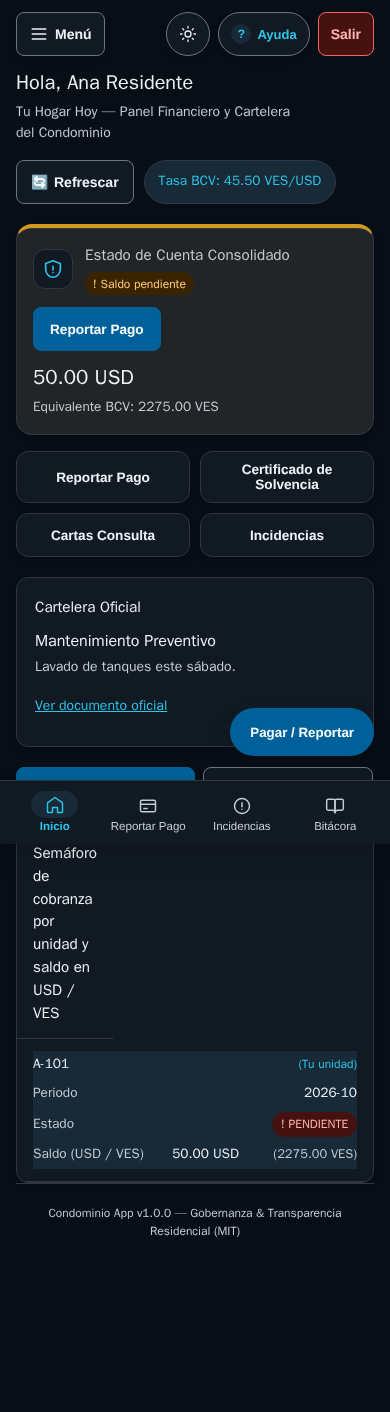 Menú
? Ayuda
Salir
Hola, Ana Residente
Tu Hogar Hoy — Panel Financiero y Cartelera
del Condominio
🔄 Refrescar
Tasa BCV: 45.50 VES/USD
Estado de Cuenta Consolidado
! Saldo pendiente
Reportar Pago
50.00 USD
Equivalente BCV: 2275.00 VES
Reportar Pago
Certificado de
Solvencia
Cartas Consulta
Incidencias
Cartelera Oficial
Mantenimiento Preventivo
Lavado de tanques este sábado.
Ver documento oficial
Pagar / Reportar
Inicio
Reportar Pago
Incidencias
Bitácora
Semáforo
de
cobranza
por
unidad y
saldo en
USD /
VES
A-101 (Tu unidad)
Periodo 2026-10
Estado ! PENDIENTE
Saldo (USD / VES) 50.00 USD (2275.00 VES)
Condominio App v1.0.0 — Gobernanza & Transparencia
Residencial (MIT)